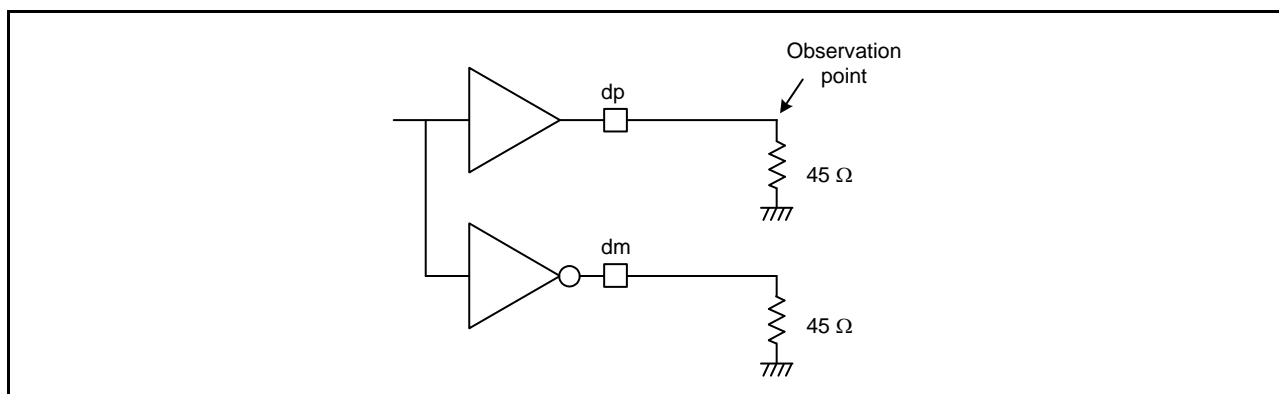 Observation
point
dp
45 Ω
dm
45 Ω